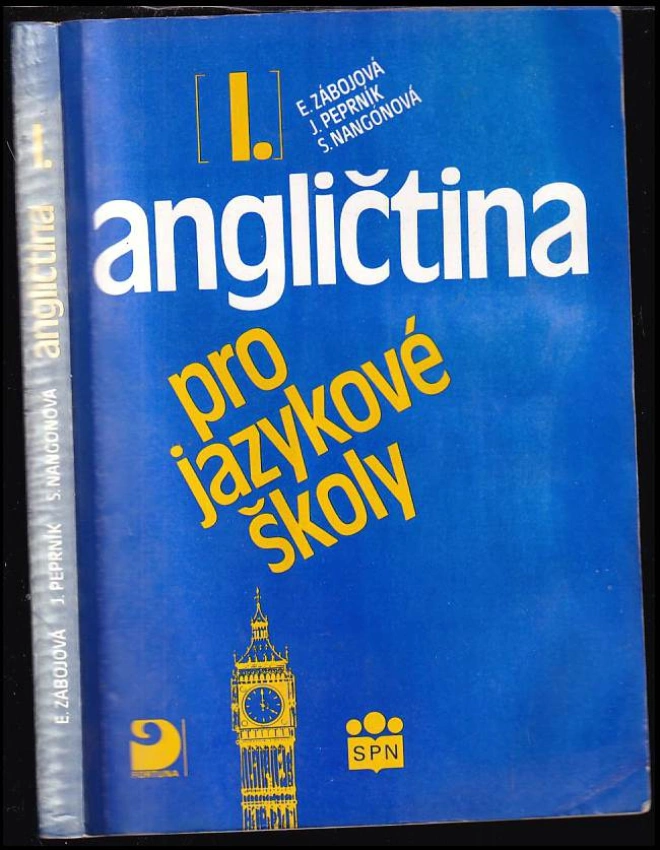 [I.]
E. ZÁBOJOVÁ
J. PEPRNÍK
S. NANGONOVÁ
angličtina
pro
jazykové
školy
FORTUNA
SPN
E. ZÁBOJOVÁ J. PEPRNÍK S. NANGONOVÁ angličtina I.